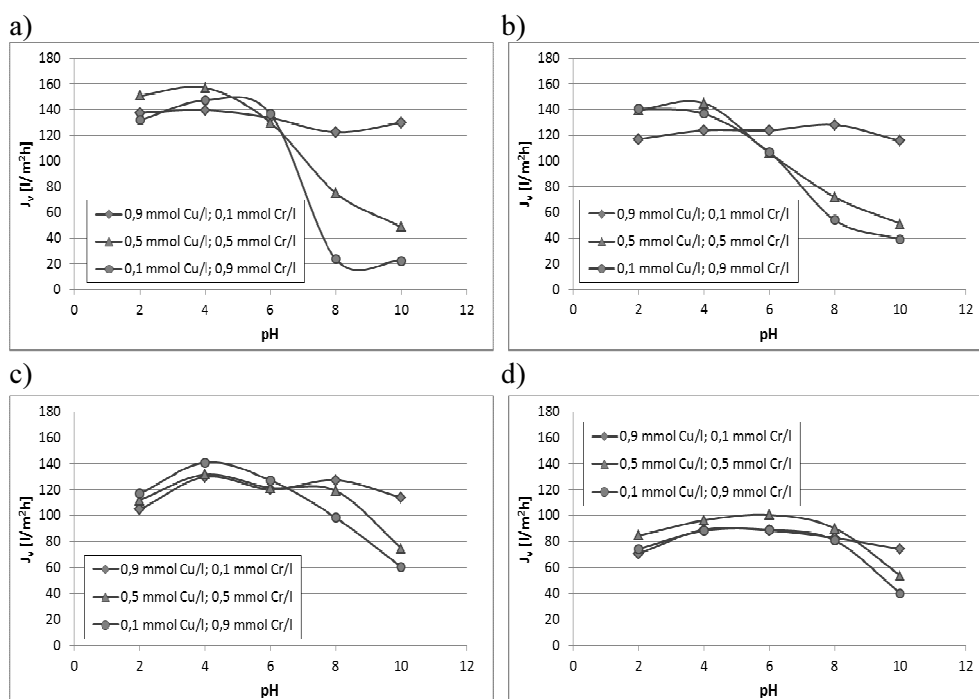 a)
180
160
140
120
100
80
60
40
20
0
Jv [l/m²h]
0,9 mmol Cu/l; 0,1 mmol Cr/l
0,5 mmol Cu/l; 0,5 mmol Cr/l
0,1 mmol Cu/l; 0,9 mmol Cr/l
0 2 4 6 8 10 12
pH
b)
180
160
140
120
100
80
60
40
20
0
Jv [l/m²h]
0,9 mmol Cu/l; 0,1 mmol Cr/l
0,5 mmol Cu/l; 0,5 mmol Cr/l
0,1 mmol Cu/l; 0,9 mmol Cr/l
0 2 4 6 8 10 12
pH
c)
180
160
140
120
100
80
60
40
20
0
Jv [l/m²h]
0,9 mmol Cu/l; 0,1 mmol Cr/l
0,5 mmol Cu/l; 0,5 mmol Cr/l
0,1 mmol Cu/l; 0,9 mmol Cr/l
0 2 4 6 8 10 12
pH
d)
180
160
140
120
100
80
60
40
20
0
Jv [l/m²h]
0,9 mmol Cu/l; 0,1 mmol Cr/l
0,5 mmol Cu/l; 0,5 mmol Cr/l
0,1 mmol Cu/l; 0,9 mmol Cr/l
0 2 4 6 8 10 12
pH